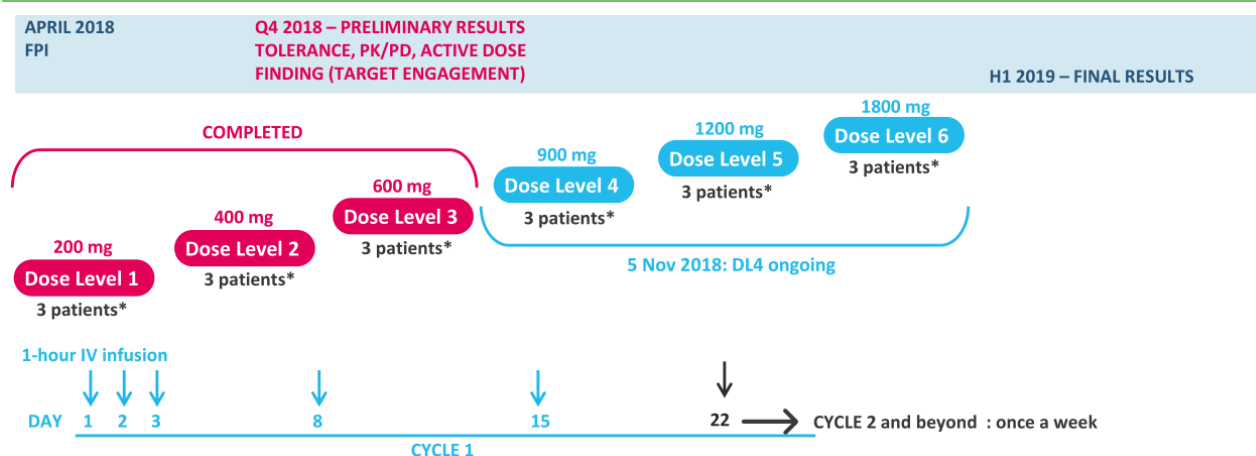 APRIL 2018
FPI
Q4 2018 – PRELIMINARY RESULTS
TOLERANCE, PK/PD, ACTIVE DOSE
FINDING (TARGET ENGAGEMENT)
H1 2019 – FINAL RESULTS
COMPLETED
200 mg
Dose Level 1
3 patients*
400 mg
Dose Level 2
3 patients*
600 mg
Dose Level 3
3 patients*
900 mg
Dose Level 4
3 patients*
1200 mg
Dose Level 5
3 patients*
1800 mg
Dose Level 6
3 patients*
5 Nov 2018: DL4 ongoing
1-hour IV infusion
DAY 1 2 3 8 15 22 CYCLE 2 and beyond : once a week
CYCLE 1